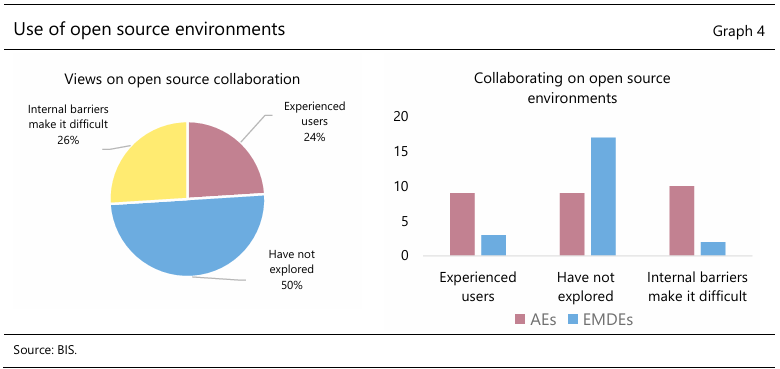 Use of open source environments
Graph 4
Views on open source collaboration
Internal barriers
make it difficult
26%
Experienced
users
24%
Have not
explored
50%
Collaborating on open source
environments
20
15
10
5
0
Experienced
users
Have not
explored
Internal barriers
make it difficult
AEs
EMDEs
Source: BIS.